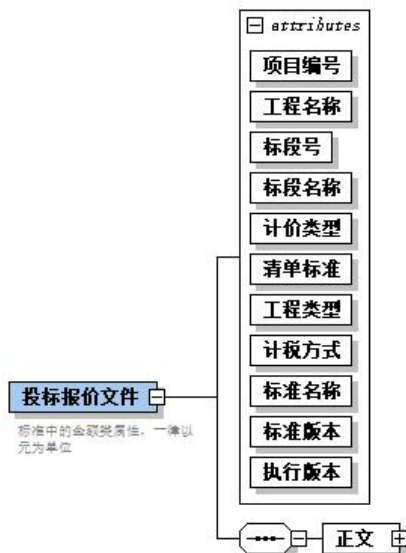 attributes
项目编号
工程名称
标段号
标段名称
计价类型
清单标准
工程类型
计税方式
标准名称
标准版本
执行版本
投标报价文件
标准中的金额类属性，一律以
元为单位
正文